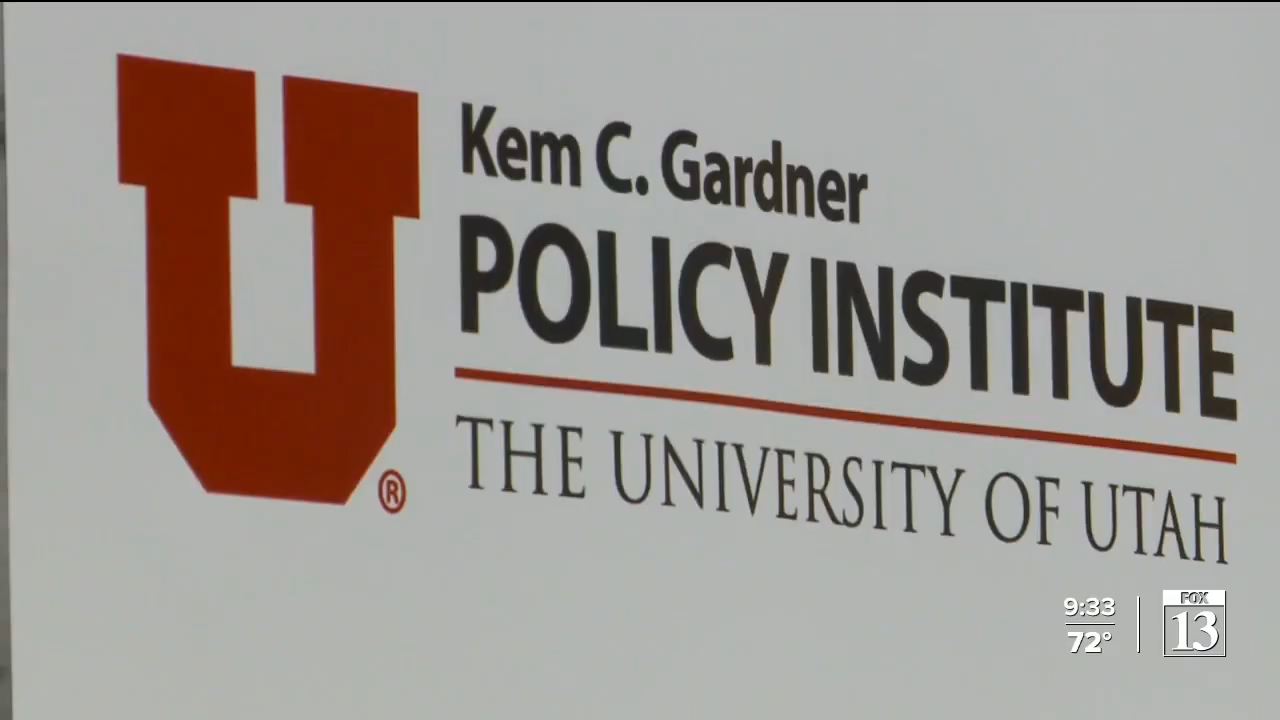 U
Kem C. Gardner
POLICY INSTITUTE
®
THE UNIVERSITY OF UTAH
9:33
72°
FOX
13